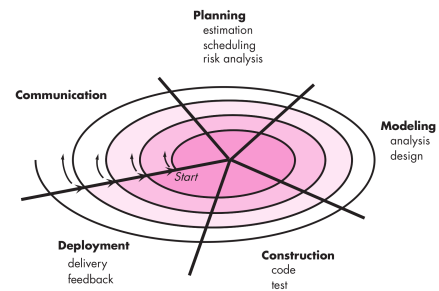 Planning
estimation
scheduling
risk analysis
Communication
Modeling
analysis
design
Start
Deployment
delivery
feedback
Construction
code
test